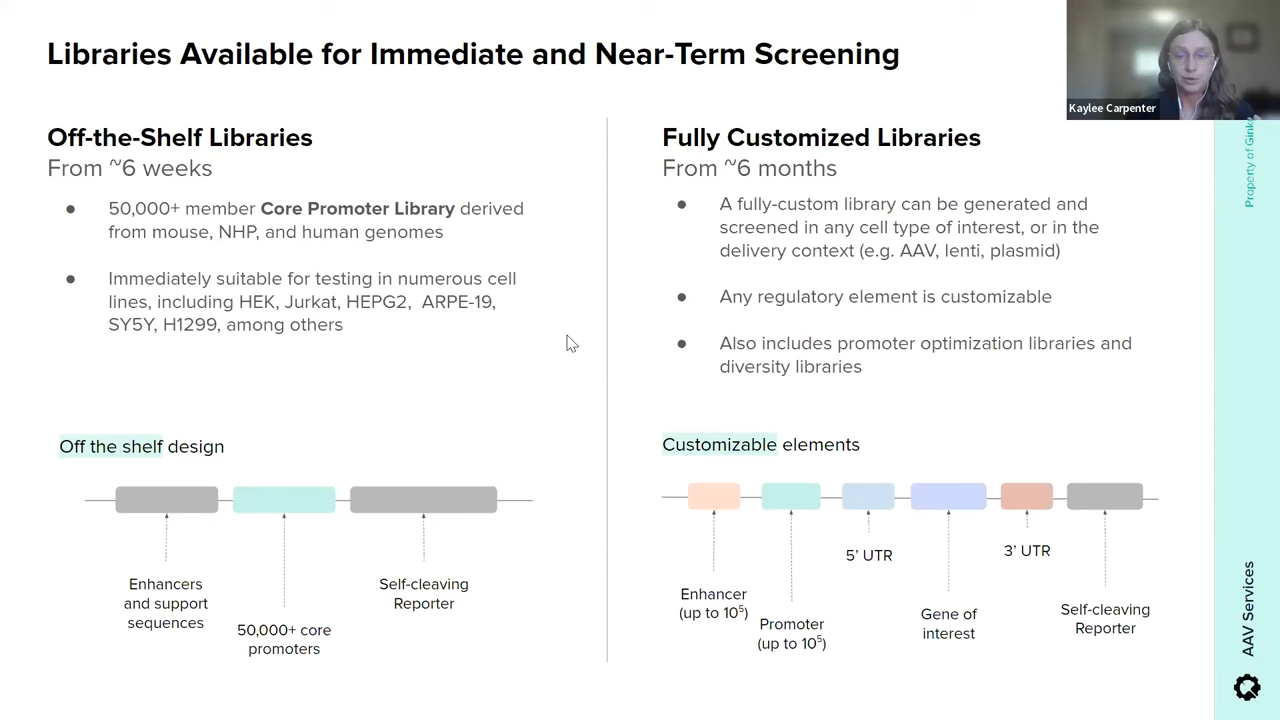 Libraries Available for Immediate and Near-Term Screening
Kaylee Carpenter
Off-the-Shelf Libraries
From ~6 weeks
● 50,000+ member Core Promoter Library derived
from mouse, NHP, and human genomes
● Immediately suitable for testing in numerous cell
lines, including HEK, Jurkat, HEPG2, ARPE-19,
SY5Y, H1299, among others
Off the shelf design
Enhancers
and support
sequences
50,000+ core
promoters
Self-cleaving
Reporter
Fully Customized Libraries
From ~6 months
● A fully-custom library can be generated and
screened in any cell type of interest, or in the
delivery context (e.g. AAV, lenti, plasmid)
● Any regulatory element is customizable
● Also includes promoter optimization libraries and
diversity libraries
Customizable elements
Enhancer
(up to 10⁵)
Promoter
(up to 10⁵)
5’ UTR
Gene of
interest
3’ UTR
Self-cleaving
Reporter
Property of
AAV Services